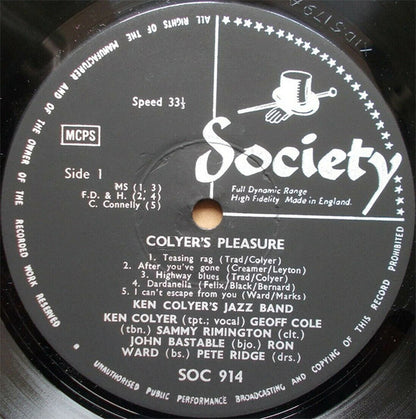 ALL RIGHTS OF THE MANUFACTURER AND OF THE OWNER OF THE RECORDED WORK RESERVED
Speed 33⅓
MCPS
Society
Side 1
MS (1, 3)
F.D. & H. (2, 4)
C. Connelly (5)
Full Dynamic Range
High Fidelity Made in England.
COLYER'S PLEASURE
1. Teasing rag (Trad/Colyer)
2. After you've gone (Creamer/Leyton)
3. Highway blues (Trad/Colyer)
4. Dardanella (Felix/Black/Bernard)
5. I can't escape from you (Ward/Marks)
KEN COLYER'S JAZZ BAND
KEN COLYER (tpt.; vocal) GEOFF COLE
(tbn.) SAMMY RIMINGTON (clt.)
JOHN BASTABLE (bjo.) RON
WARD (bs.) PETE RIDGE (drs.)
SOC 914
UNAUTHORISED PUBLIC PERFORMANCE BROADCASTING AND COPYING OF THIS RECORD PROHIBITED